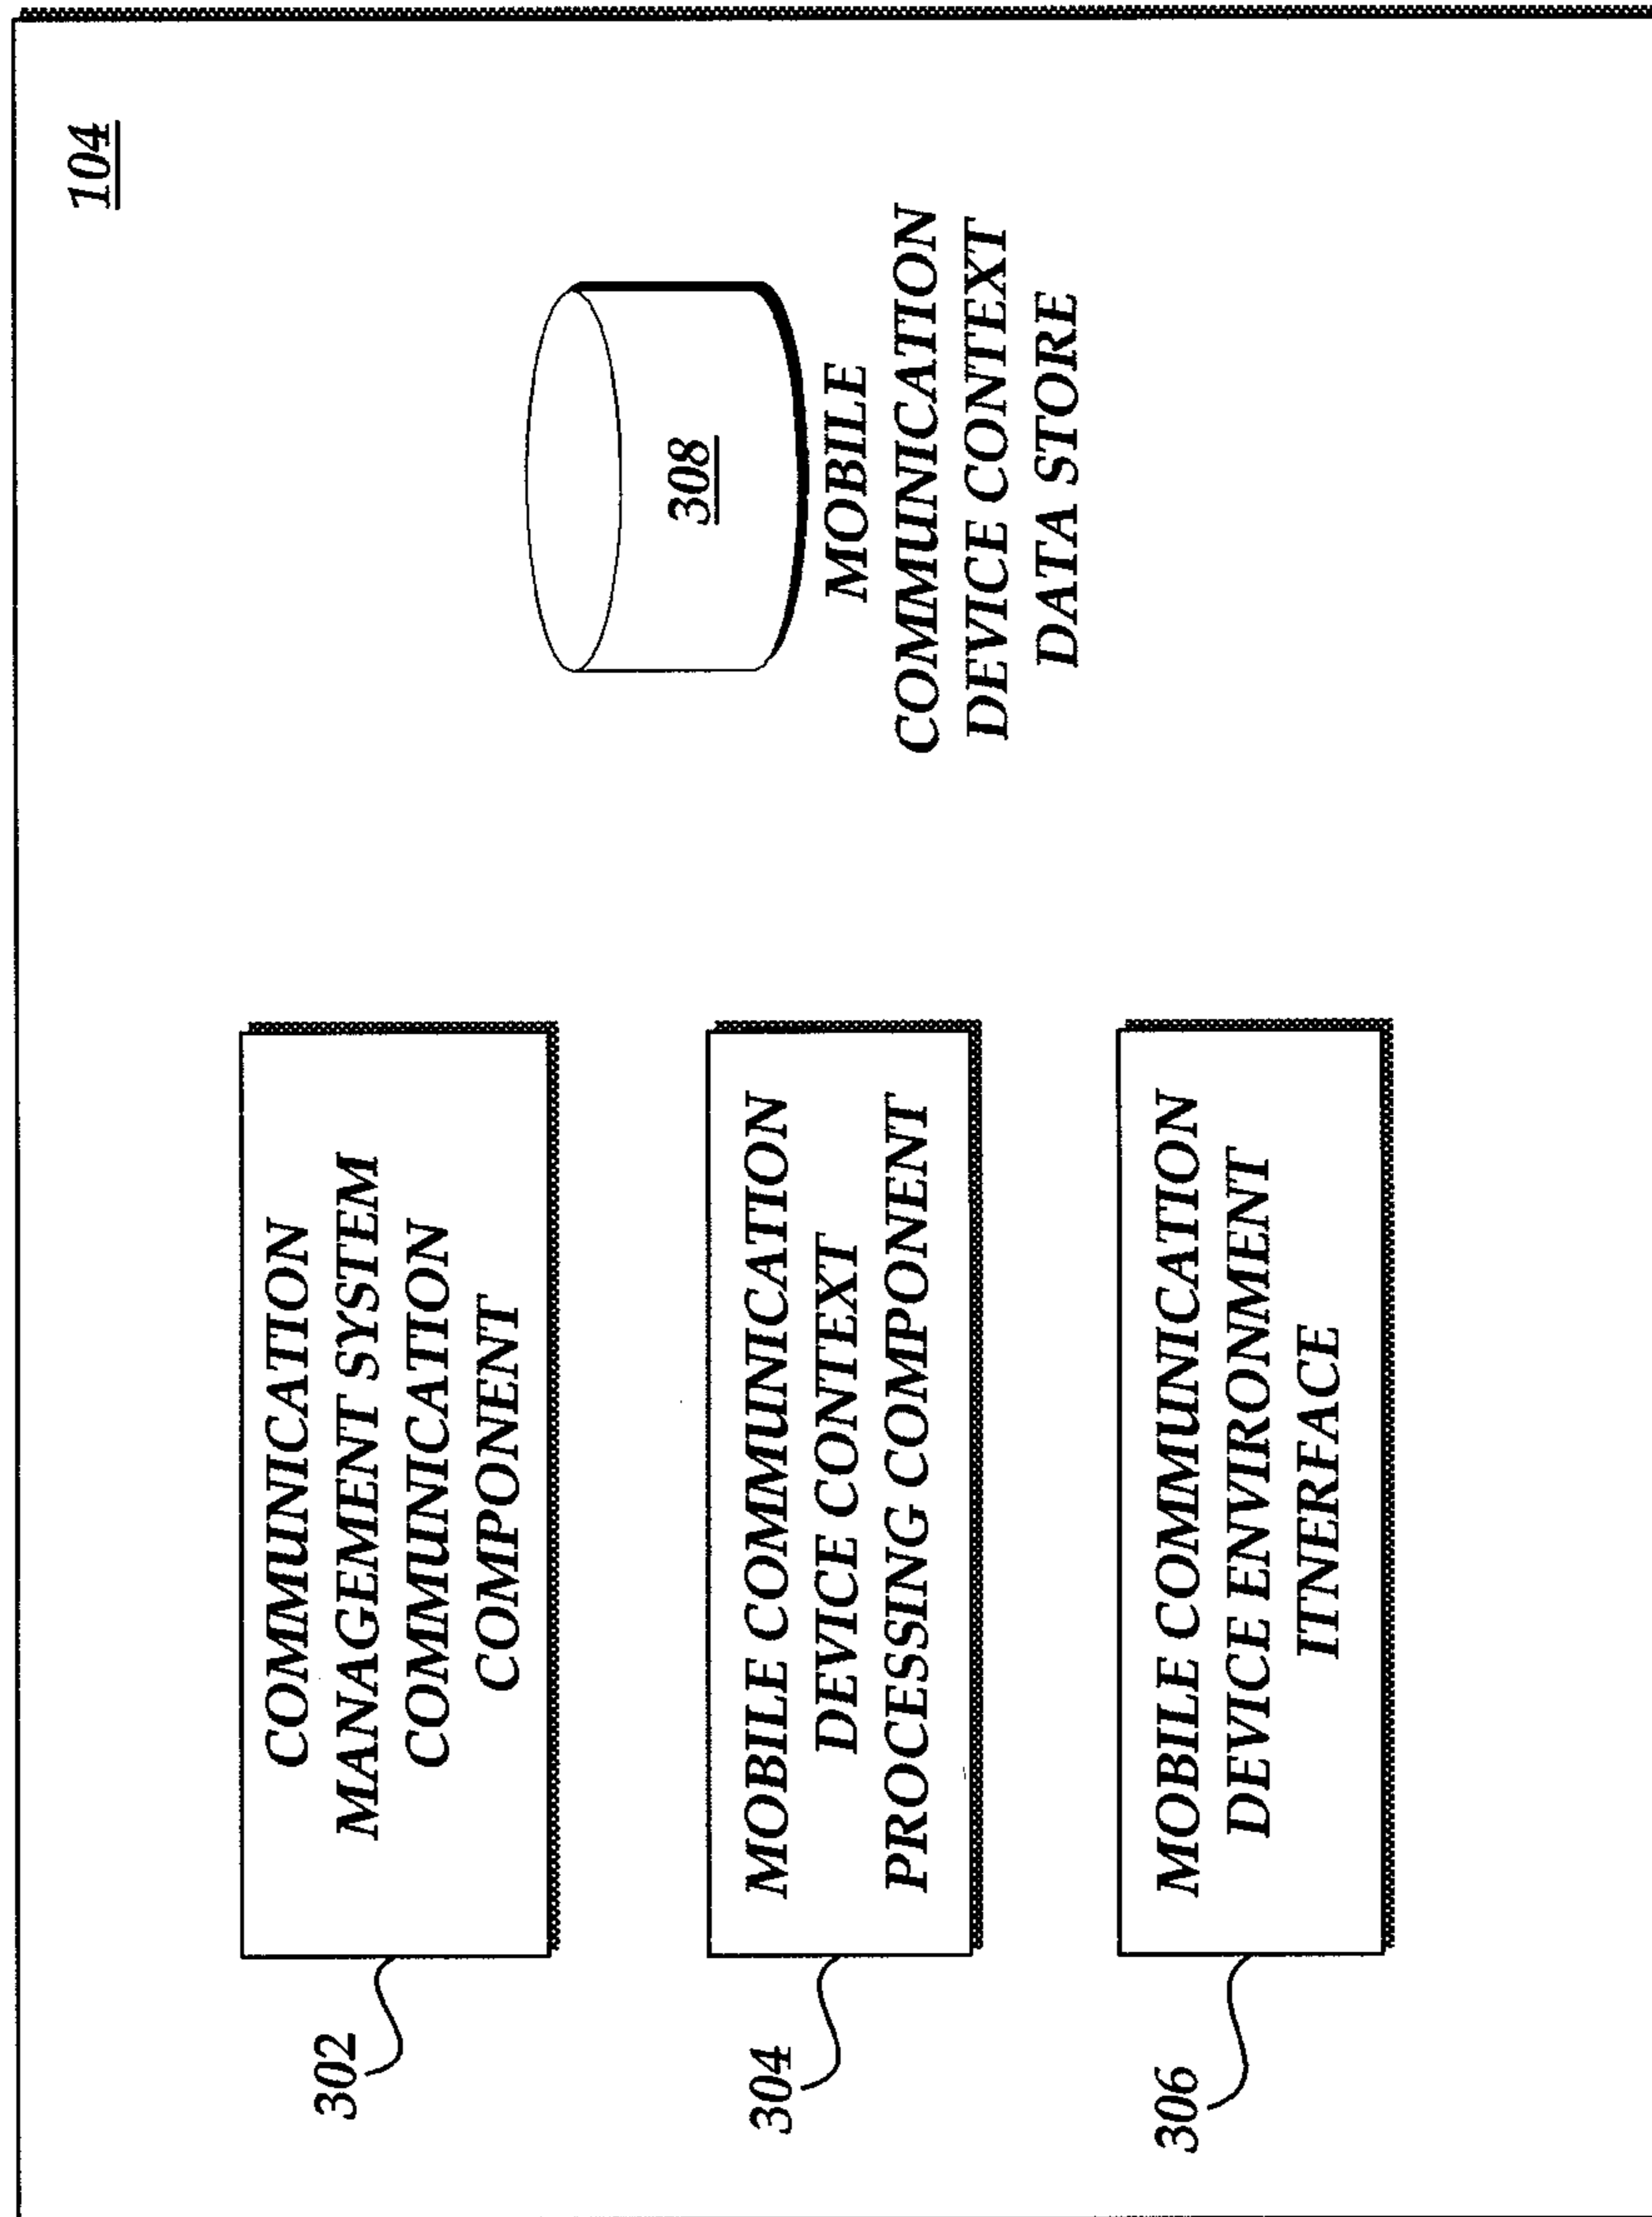 104
302
COMMUNICATION
MANAGEMENT SYSTEM
COMMUNICATION
COMPONENT
304
MOBILE COMMUNICATION
DEVICE CONTEXT
PROCESSING COMPONENT
306
MOBILE COMMUNICATION
DEVICE ENVIRONMENT
ITNERFACE
308
MOBILE
COMMUNICATION
DEVICE CONTEXT
DATA STORE